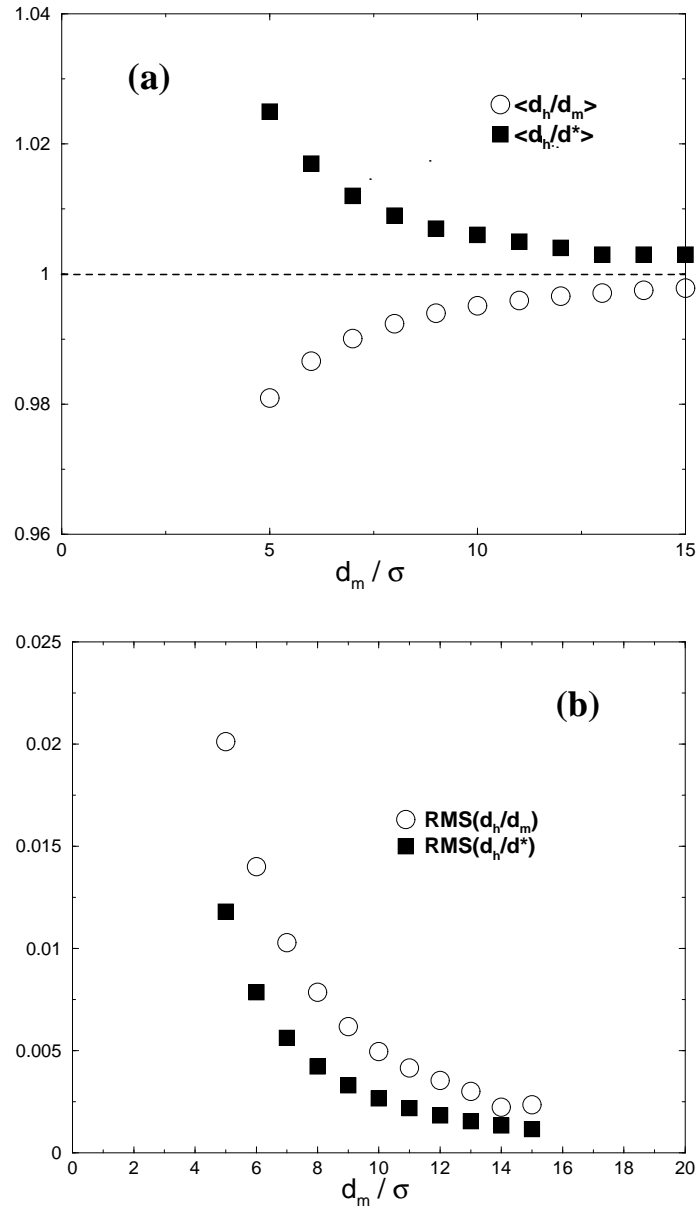 1.04
(a)
<d_h/d_m>
<d_h/d*>
1.02
1
0.98
0.96
0 5 10 15
d_m / σ
0.025
(b)
0.02
RMS(d_h/d_m)
RMS(d_h/d*)
0.015
0.01
0.005
0
0 2 4 6 8 10 12 14 16 18 20
d_m / σ